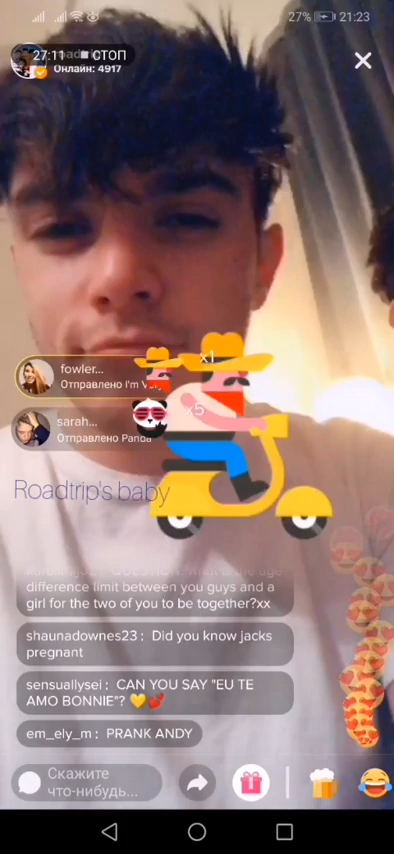 27% 21:23
27:11 СТОП
Онлайн: 4917
x1
fowler...
Отправлено I'm Very
x5
sarah...
Отправлено Panda
Roadtrip's baby
difference limit between you guys and a
girl for the two of you to be together?xx
shaunadownes23 : Did you know jacks
pregnant
sensuallysei : CAN YOU SAY "EU TE
AMO BONNIE"? 💛💕
em_ely_m : PRANK ANDY
Скажите
что-нибудь...